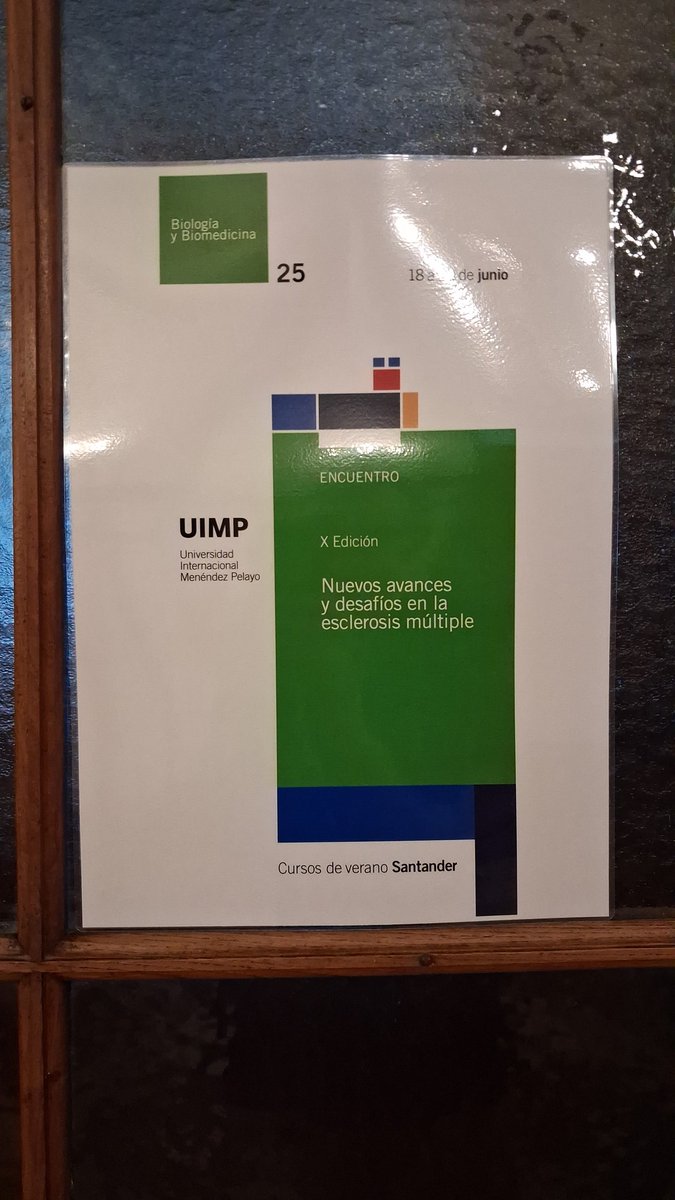 Biología
y Biomedicina
25
18 a de junio
ENCUENTRO
X Edición
UIMP
Universidad
Internacional
Menéndez Pelayo
Nuevos avances
y desafíos en la
esclerosis múltiple
Cursos de verano Santander